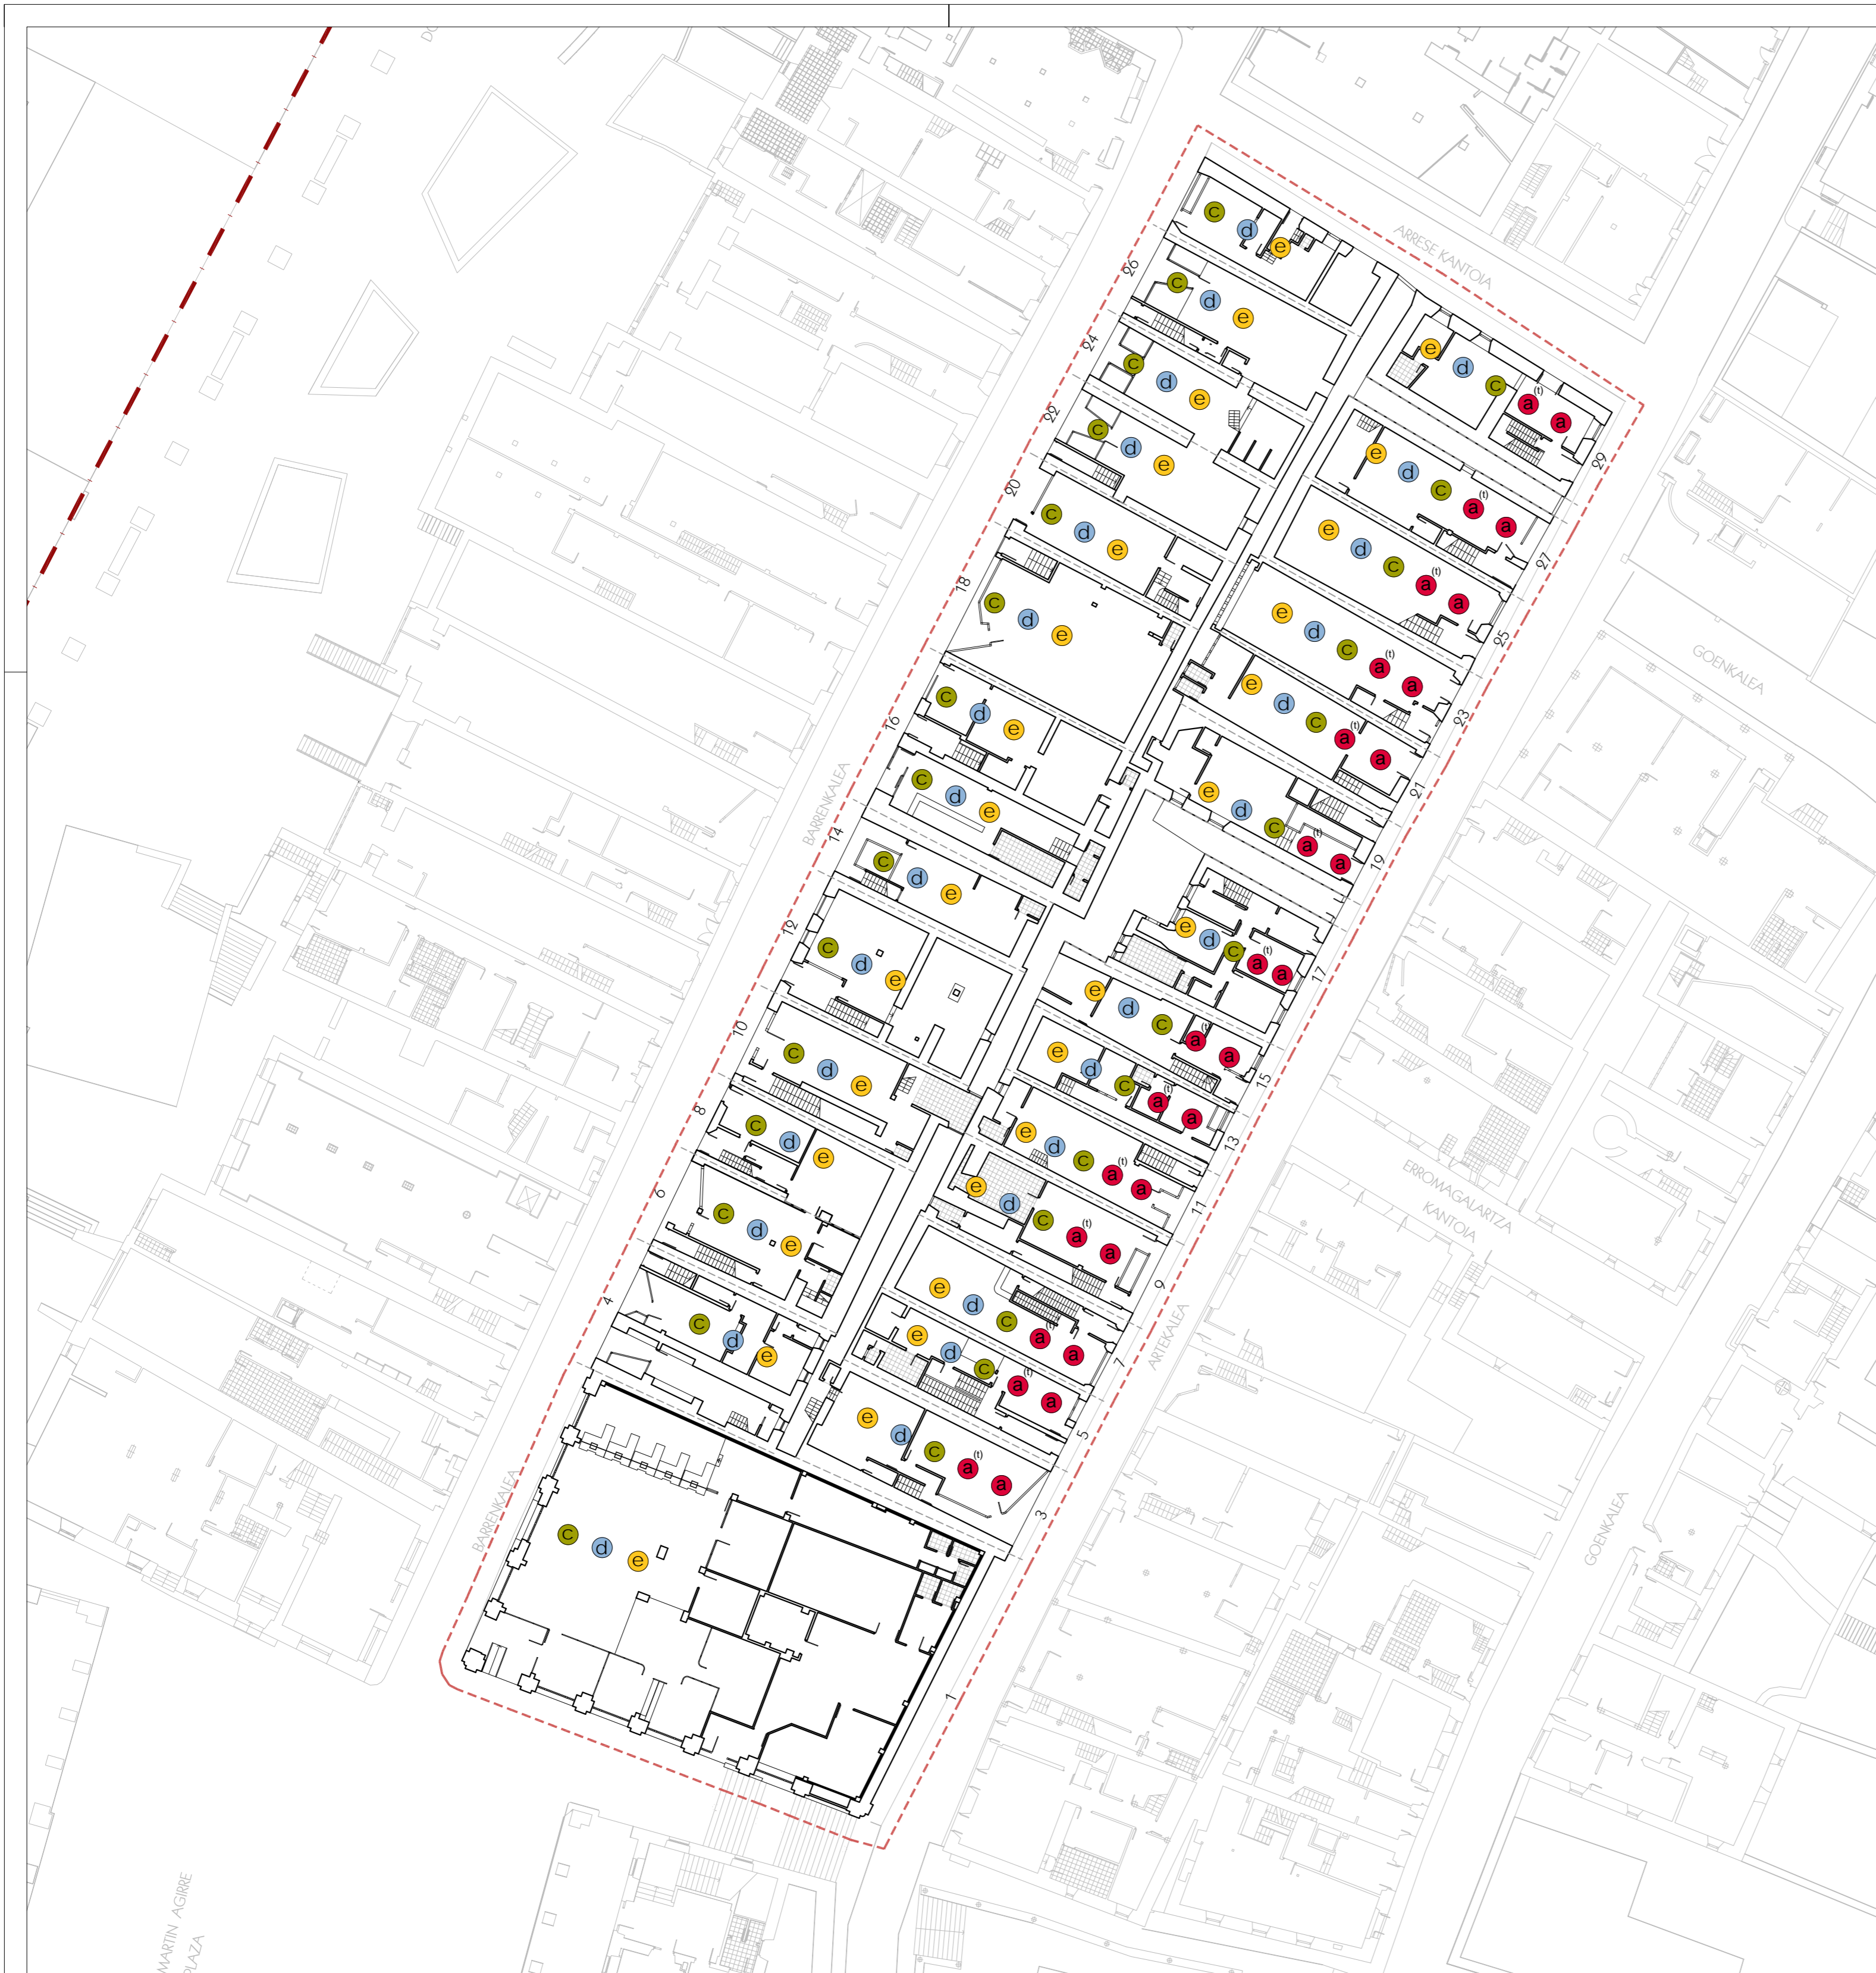 DO
ARRESE KANTOIA
c d e
26
c d e
24
c d e
22
c d e
20
c d e
18
c d e
16
c d e
14
c d e
12
c d e
10
c d e
8
c d e
6
c d e
4
c d e
c d e
e d c a (t) a
29
e d c a (t) a
27
e d c a (t) a
25
e d c a (t) a
23
e d c a (t) a
21
e d c a (t) a
19
e d c a (t) a
17
e d c a (t) a
15
e d c a (t) a
13
e d c a (t) a
11
e d c a (t) a
9
e d c a (t) a
7
e d c a (t) a
5
e d c a (t) a
3
1
BARRENKALEA
BARRENKALEA
ARTEKALEA
GOENKALEA
GOENKALEA
ERROMAGALARTZA
KANTOIA
MARTIN AGIRRE
PLAZA